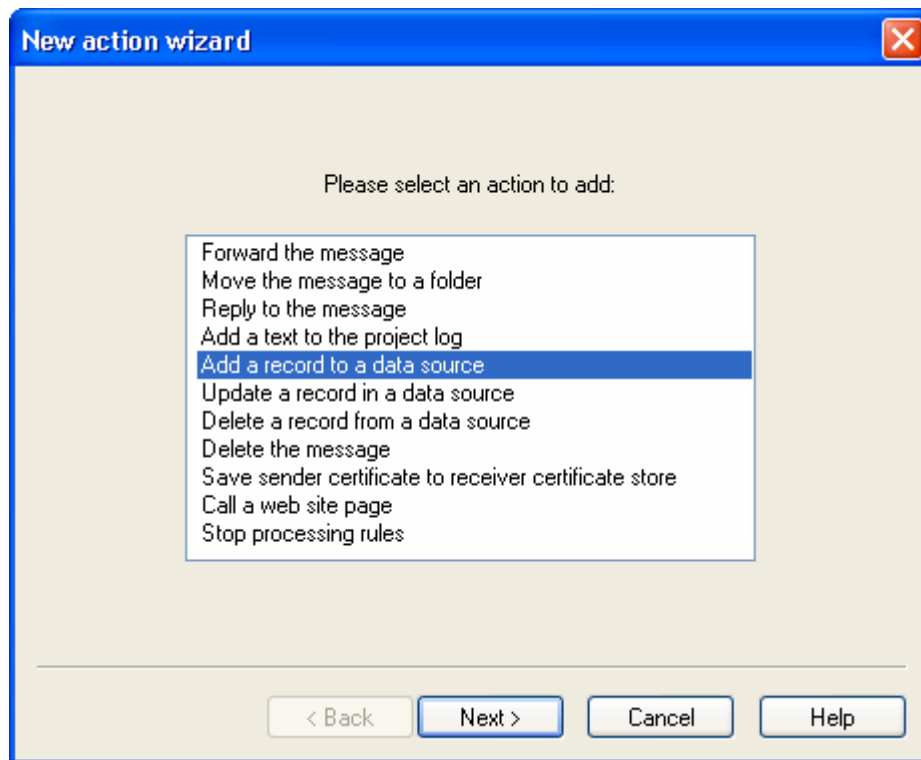 New action wizard
Please select an action to add:
Forward the message
Move the message to a folder
Reply to the message
Add a text to the project log
Add a record to a data source
Update a record in a data source
Delete a record from a data source
Delete the message
Save sender certificate to receiver certificate store
Call a web site page
Stop processing rules
< Back Next > Cancel Help